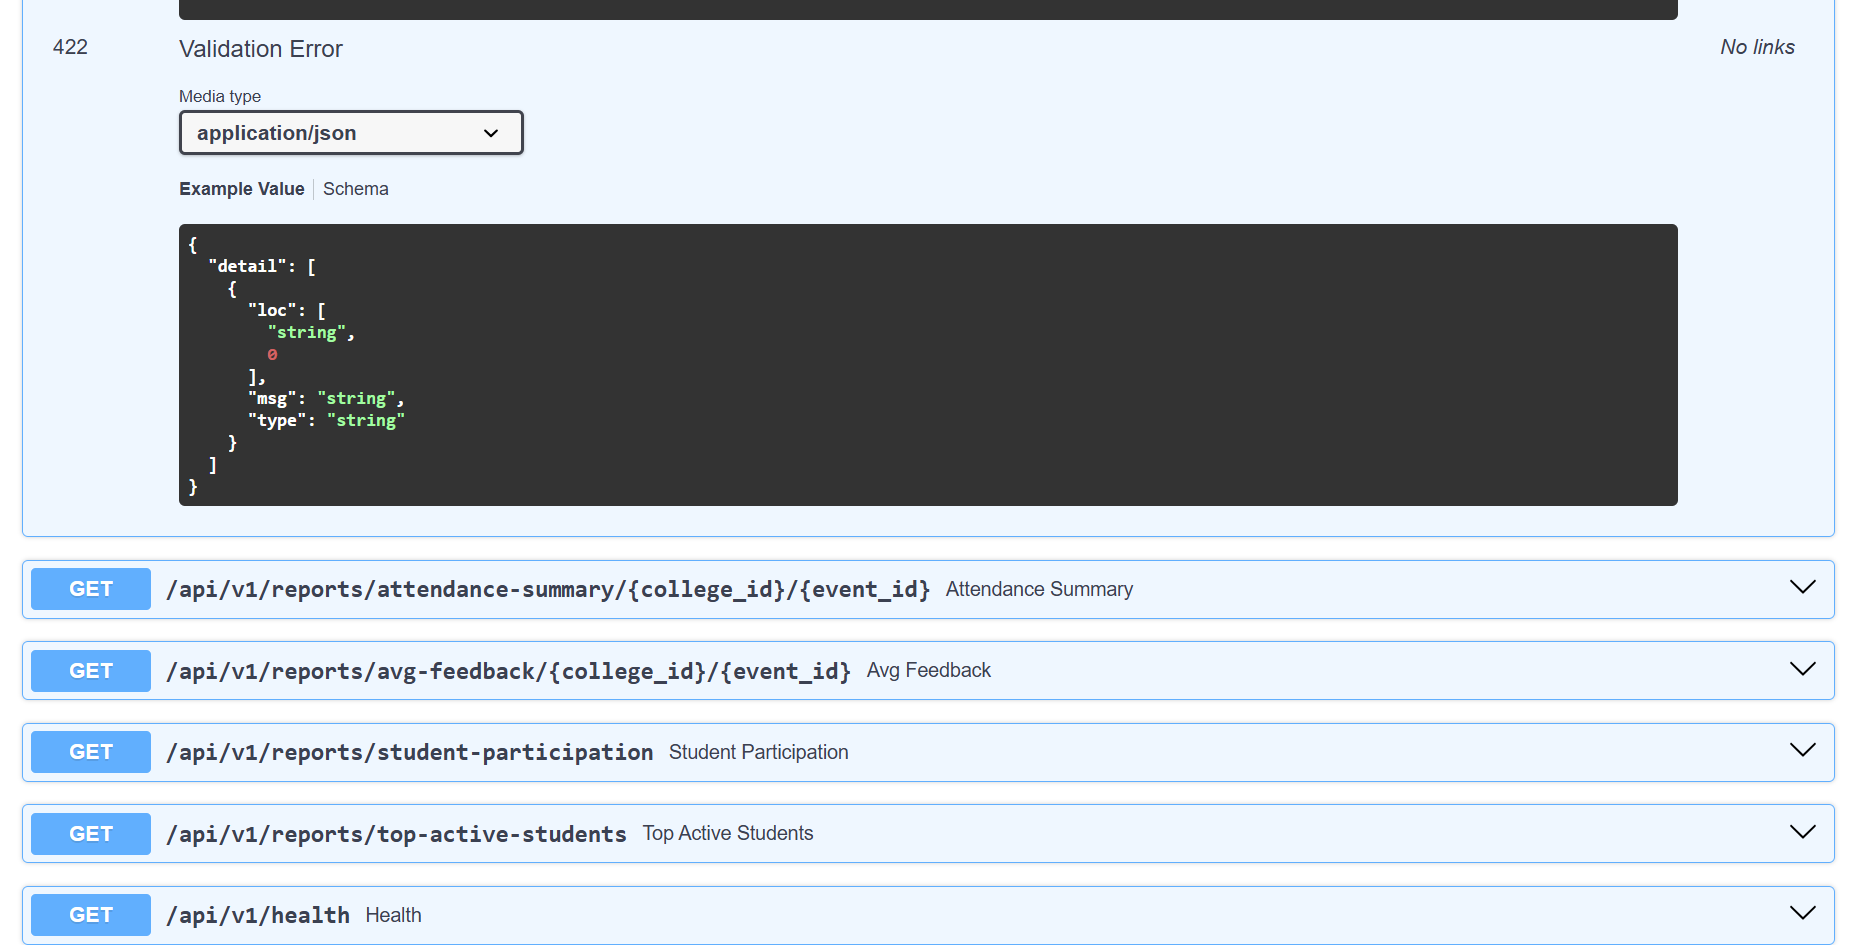 422 Validation Error No links
Media type
application/json
Example Value Schema
{
  "detail": [
    {
      "loc": [
        "string",
        0
      ],
      "msg": "string",
      "type": "string"
    }
  ]
}
GET /api/v1/reports/attendance-summary/{college_id}/{event_id} Attendance Summary
GET /api/v1/reports/avg-feedback/{college_id}/{event_id} Avg Feedback
GET /api/v1/reports/student-participation Student Participation
GET /api/v1/reports/top-active-students Top Active Students
GET /api/v1/health Health